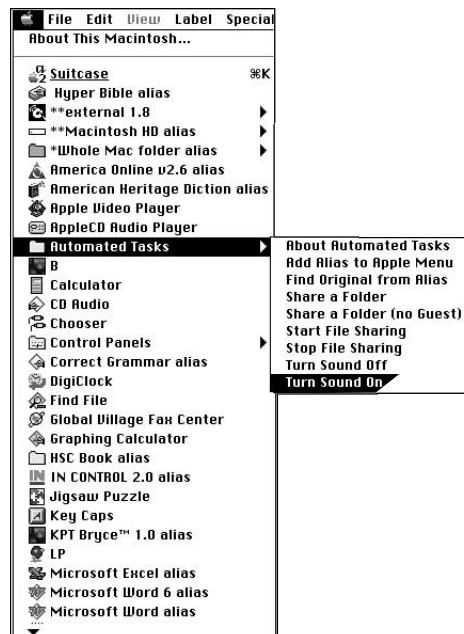 File Edit View Label Special
About This Macintosh...
Suitcase ⌘K
Hyper Bible alias
**external 1.8
**Macintosh HD alias
*Whole Mac folder alias
America Online v2.6 alias
American Heritage Diction alias
Apple Video Player
AppleCD Audio Player
Automated Tasks
B
Calculator
CD Audio
Chooser
Control Panels
Correct Grammar alias
DigiClock
Find File
Global Village Fax Center
Graphing Calculator
HSC Book alias
IN CONTROL 2.0 alias
Jigsaw Puzzle
Key Caps
KPT Bryce™ 1.0 alias
LP
Microsoft Excel alias
Microsoft Word 6 alias
Microsoft Word alias
About Automated Tasks
Add Alias to Apple Menu
Find Original from Alias
Share a Folder
Share a Folder (no Guest)
Start File Sharing
Stop File Sharing
Turn Sound Off
Turn Sound On